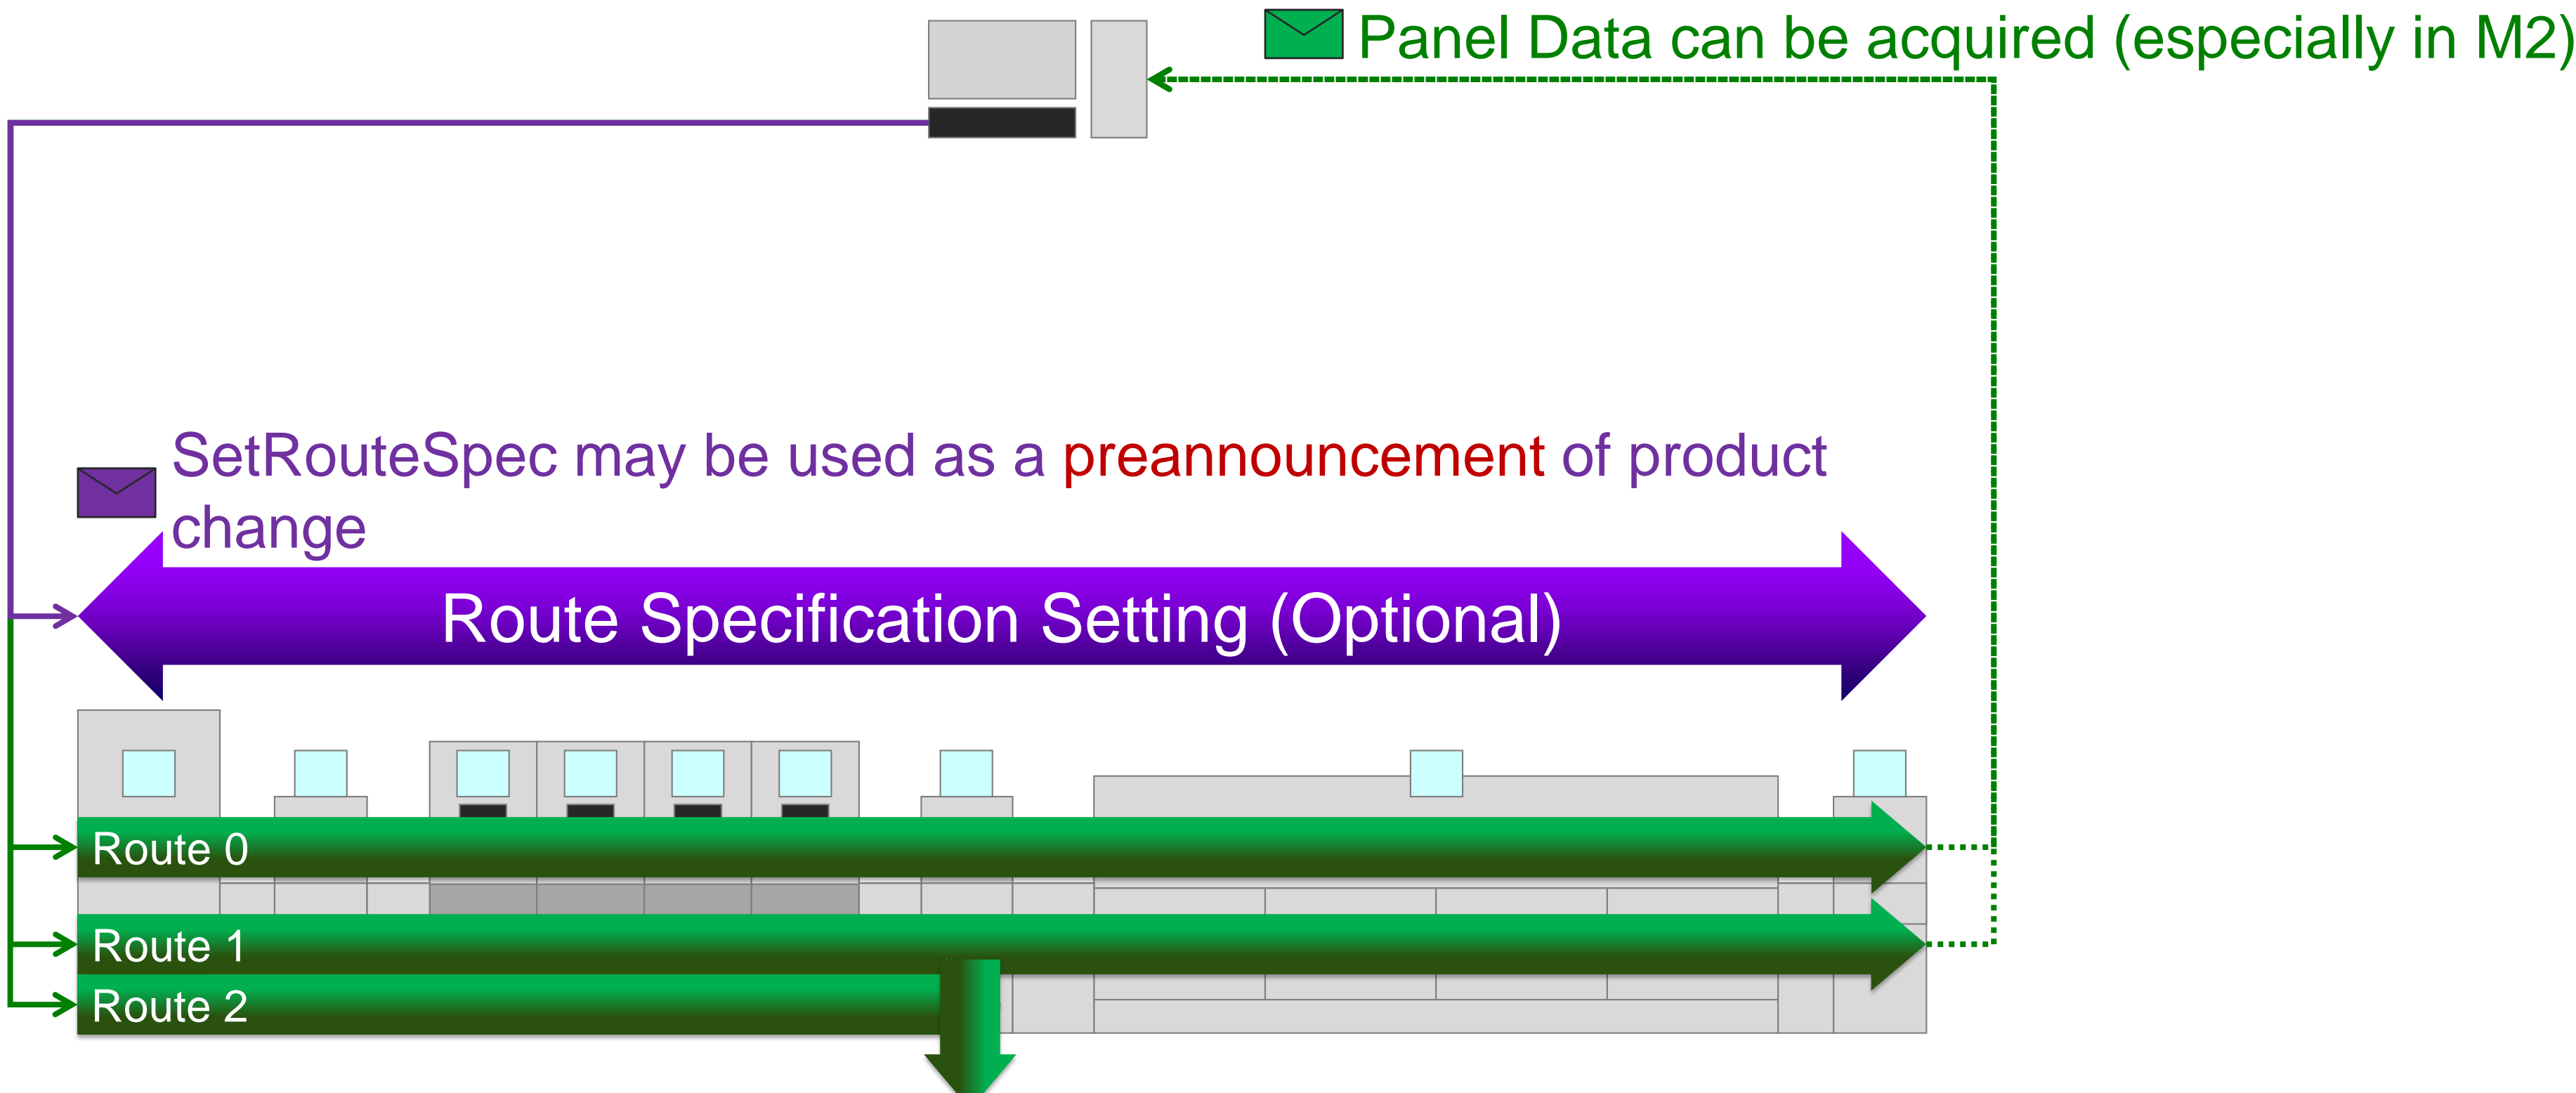 Panel Data can be acquired (especially in M2)
SetRouteSpec may be used as a preannouncement of product
change
Route Specification Setting (Optional)
Route 0
Route 1
Route 2